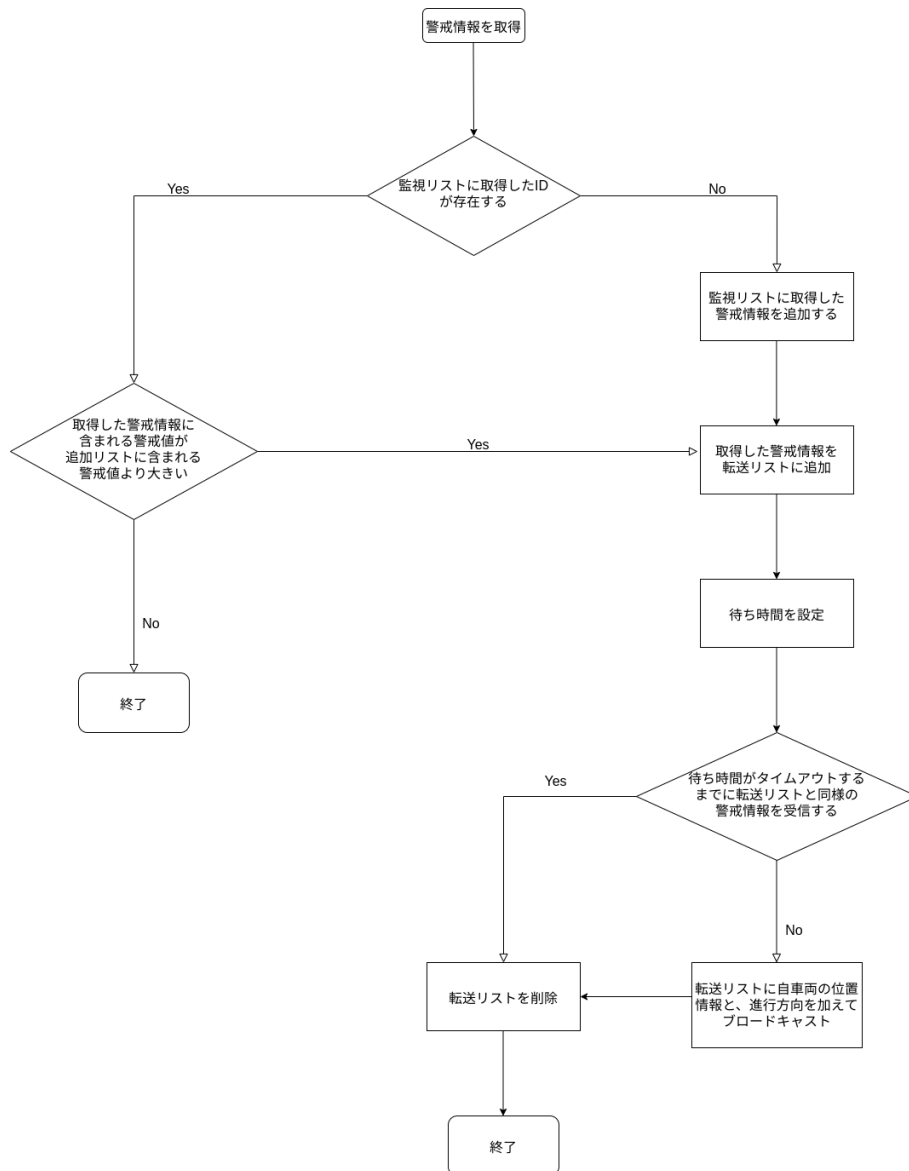 警戒情報を取得
監視リストに取得したID
が存在する
Yes
No
監視リストに取得した
警戒情報を追加する
取得した警戒情報に
含まれる警戒値が
追加リストに含まれる
警戒値より大きい
Yes
取得した警戒情報を
転送リストに追加
No
待ち時間を設定
終了
待ち時間がタイムアウトする
までに転送リストと同様の
警戒情報を受信する
Yes
No
転送リストを削除
転送リストに自車両の位置
情報と、進行方向を加えて
ブロードキャスト
終了